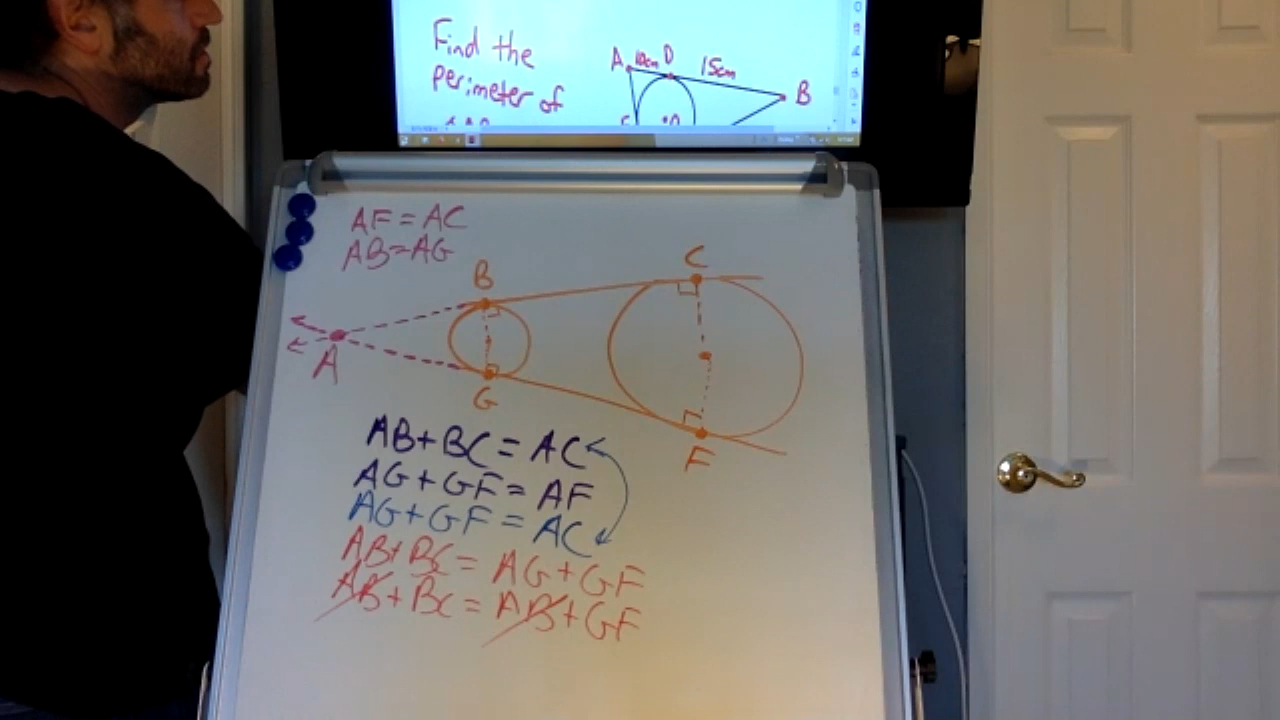 Find the
perimeter of
A 10cm D 15cm B
AF = AC
AB = AG
B
C
A
G
F
AB + BC = AC
AG + GF = AF
AG + GF = AC
AB + BC = AG + GF
AB + BC = AB + GF